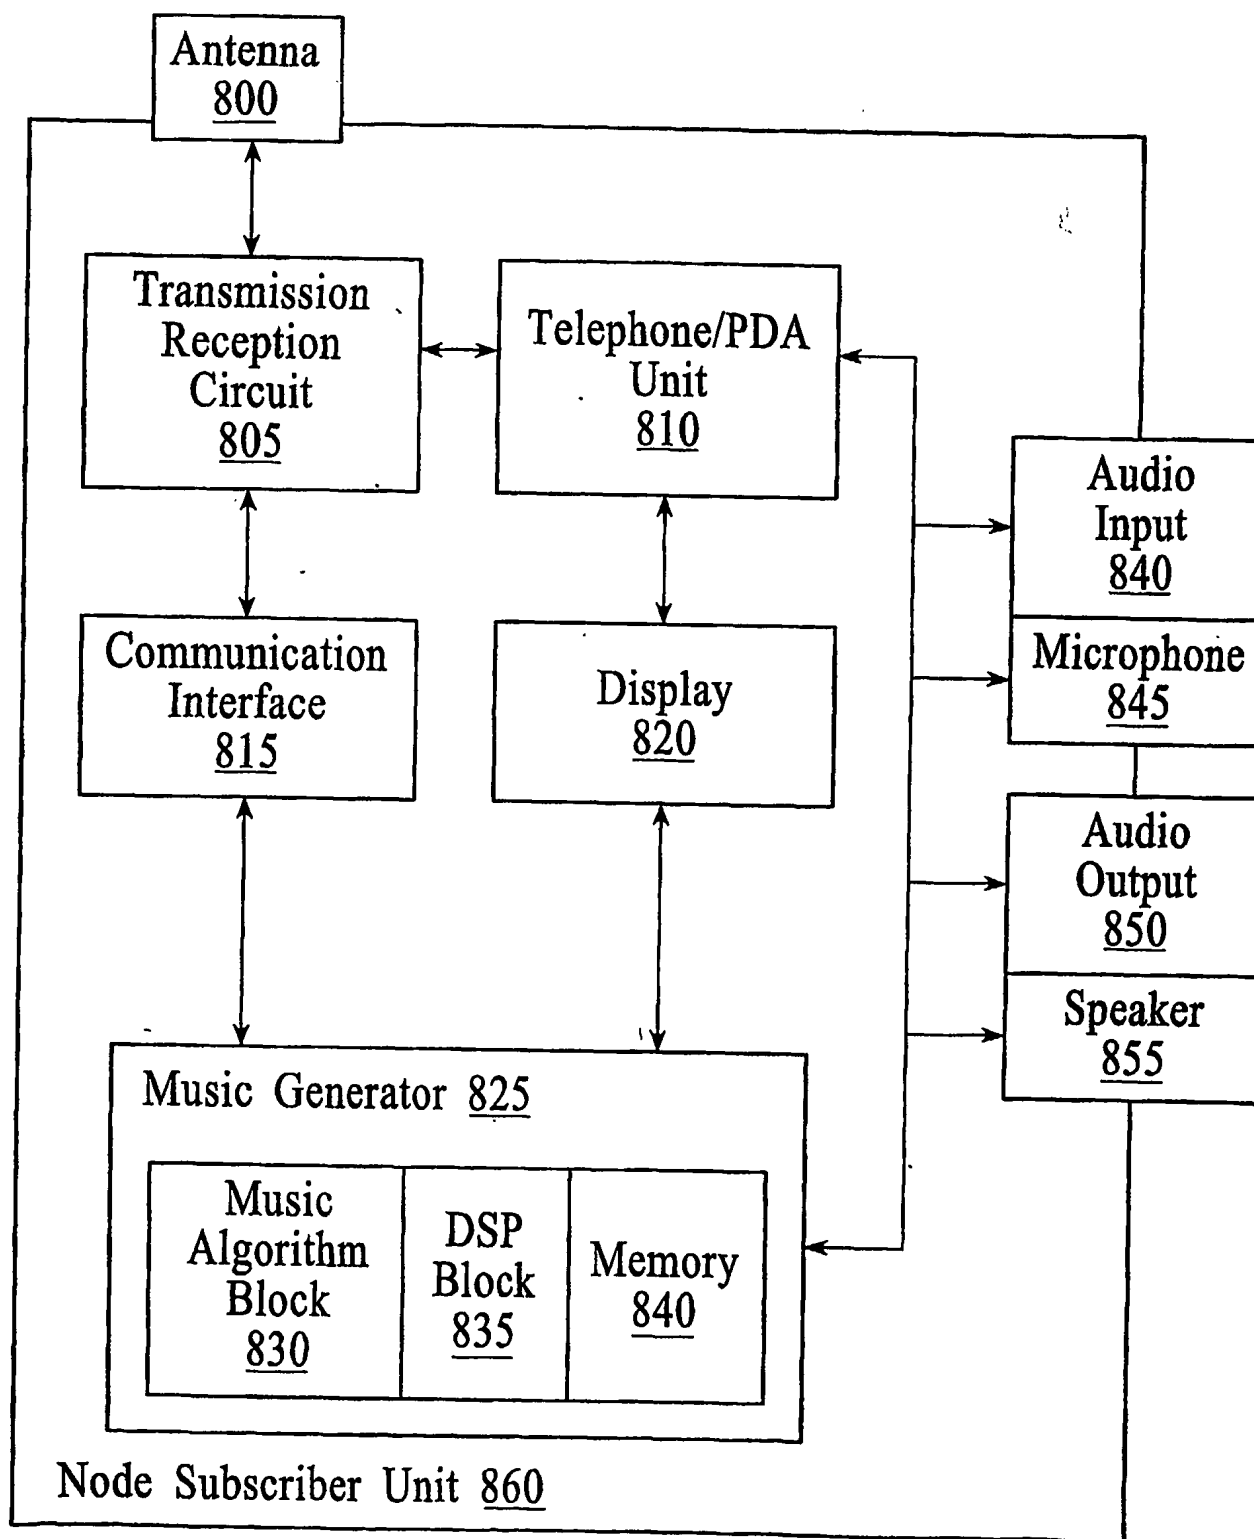 Antenna
800
Transmission
Reception
Circuit
805
Telephone/PDA
Unit
810
Audio
Input
840
Microphone
845
Communication
Interface
815
Display
820
Audio
Output
850
Speaker
855
Music Generator 825
Music
Algorithm
Block
830
DSP
Block
835
Memory
840
Node Subscriber Unit 860